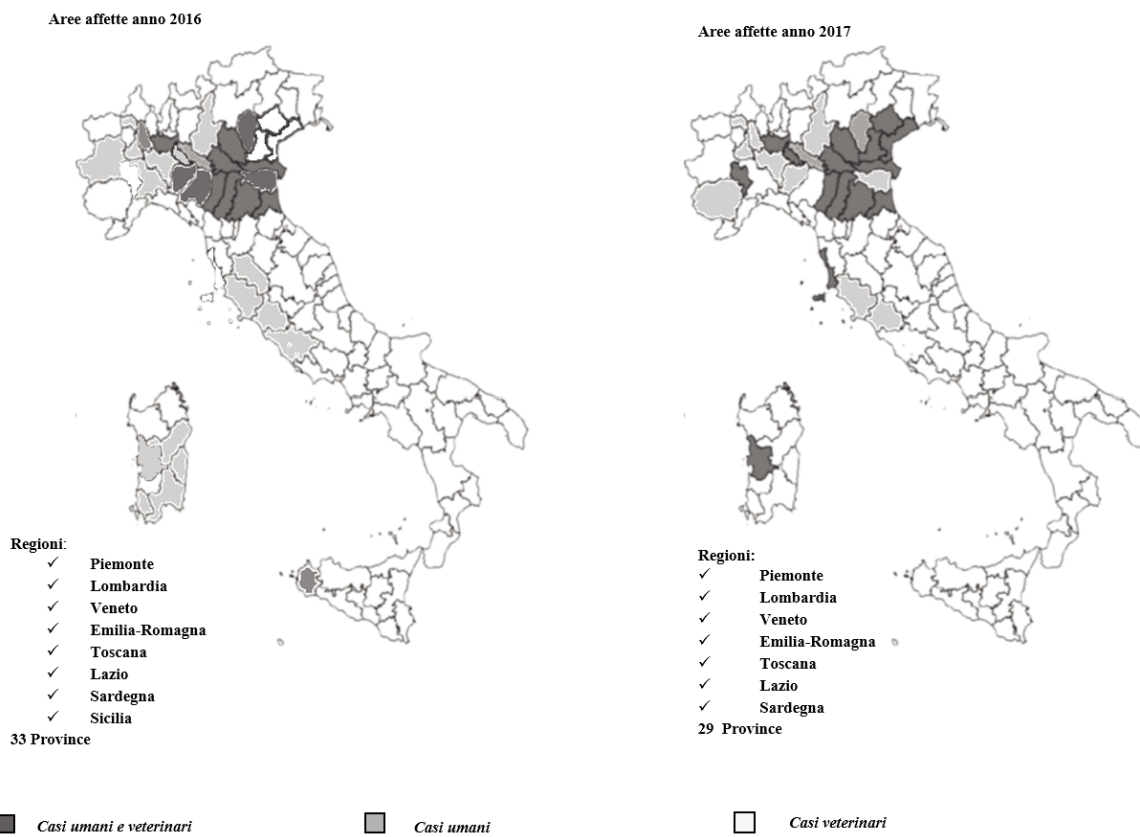 Aree affette anno 2016
Regioni:
✓ Piemonte
✓ Lombardia
✓ Veneto
✓ Emilia-Romagna
✓ Toscana
✓ Lazio
✓ Sardegna
✓ Sicilia
33 Province
Aree affette anno 2017
Regioni:
✓ Piemonte
✓ Lombardia
✓ Veneto
✓ Emilia-Romagna
✓ Toscana
✓ Lazio
✓ Sardegna
29 Province
Casi umani e veterinari
Casi umani
Casi veterinari